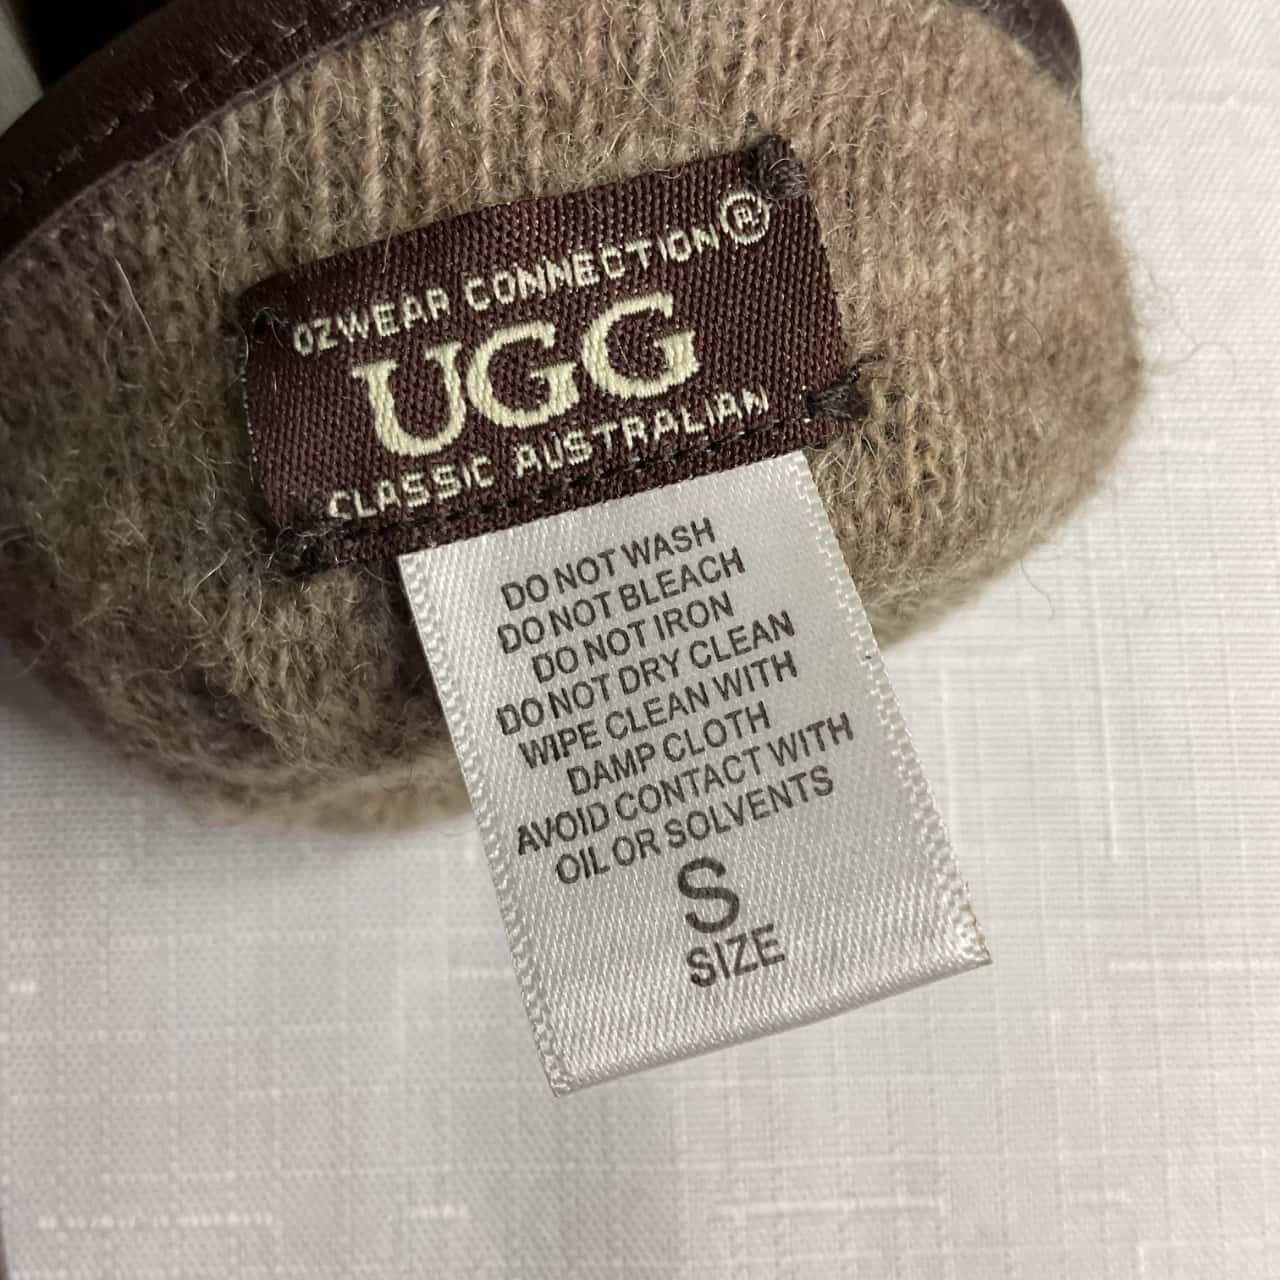 OZWEAR CONNECTION®
UGG
CLASSIC AUSTRALIAN
DO NOT WASH
DO NOT BLEACH
DO NOT IRON
DO NOT DRY CLEAN
WIPE CLEAN WITH
DAMP CLOTH
AVOID CONTACT WITH
OIL OR SOLVENTS
S
SIZE